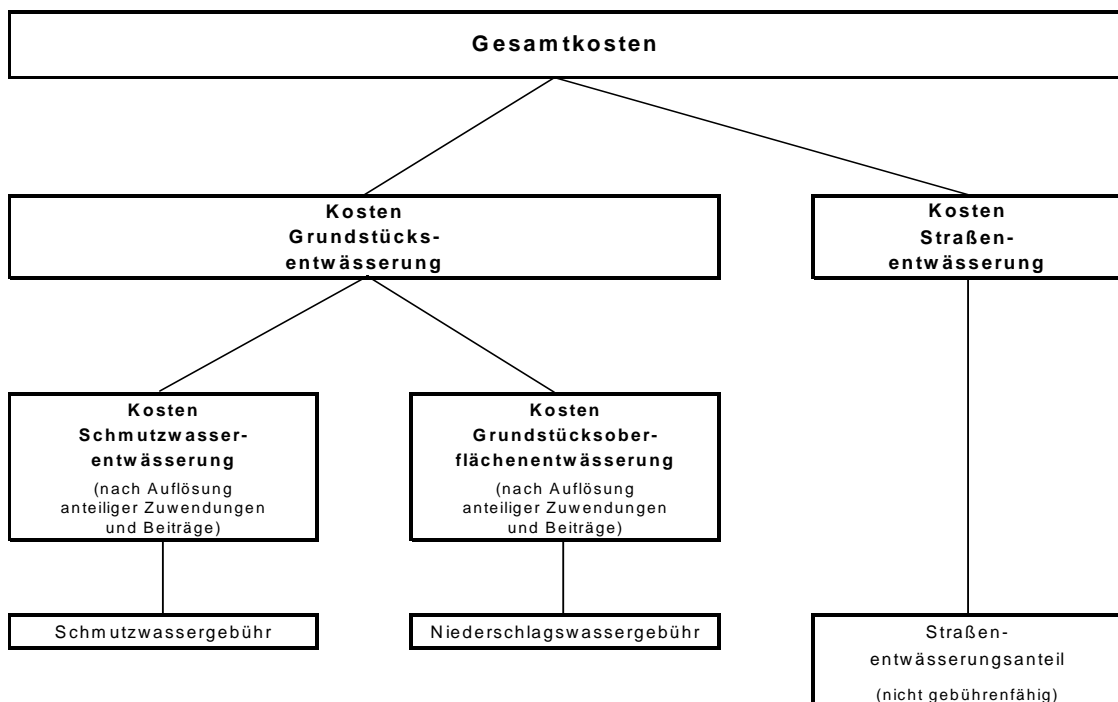 Gesamtkosten
Kosten
Grundstücks-
entwässerung
Kosten
Straßen-
entwässerung
Kosten
Schmutzwasser-
entwässerung
(nach Auflösung
anteiliger Zuwendungen
und Beiträge)
Kosten
Grundstücksober-
flächenentwässerung
(nach Auflösung
anteiliger Zuwendungen
und Beiträge)
Schmutzwassergebühr
Niederschlagswassergebühr
Straßen-
entwässerungsanteil
(nicht gebührenfähig)